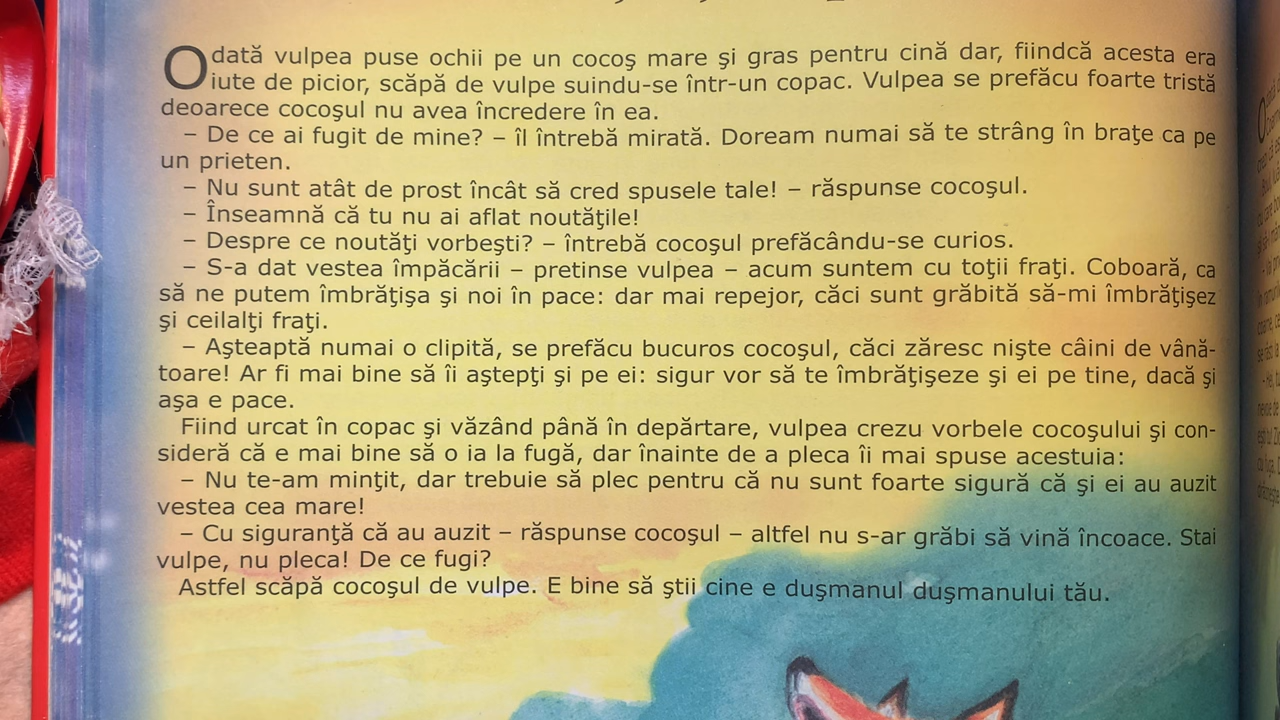 Odată vulpea puse ochii pe un cocoş mare şi gras pentru cină dar, fiindcă acesta era
iute de picior, scăpă de vulpe suindu-se într-un copac. Vulpea se prefăcu foarte tristă
deoarece cocoşul nu avea încredere în ea.
– De ce ai fugit de mine? – îl întrebă mirată. Doream numai să te strâng în braţe ca pe
un prieten.
– Nu sunt atât de prost încât să cred spusele tale! – răspunse cocoşul.
– Înseamnă că tu nu ai aflat noutăţile!
– Despre ce noutăţi vorbeşti? – întrebă cocoşul prefăcându-se curios.
– S-a dat vestea împăcării – pretinse vulpea – acum suntem cu toţii fraţi. Coboară, ca
să ne putem îmbrăţişa şi noi în pace: dar mai repejor, căci sunt grăbită să-mi îmbrăţişez
şi ceilalţi fraţi.
– Aşteaptă numai o clipită, se prefăcu bucuros cocoşul, căci zăresc nişte câini de vână-
toare! Ar fi mai bine să îi aştepţi şi pe ei: sigur vor să te îmbrăţişeze şi ei pe tine, dacă şi
aşa e pace.
Fiind urcat în copac şi văzând până în depărtare, vulpea crezu vorbele cocoşului şi con-
sideră că e mai bine să o ia la fugă, dar înainte de a pleca îi mai spuse acestuia:
– Nu te-am minţit, dar trebuie să plec pentru că nu sunt foarte sigură că şi ei au auzit
vestea cea mare!
– Cu siguranţă că au auzit – răspunse cocoşul – altfel nu s-ar grăbi să vină încoace. Stai
vulpe, nu pleca! De ce fugi?
Astfel scăpă cocoşul de vulpe. E bine să ştii cine e duşmanul duşmanului tău.